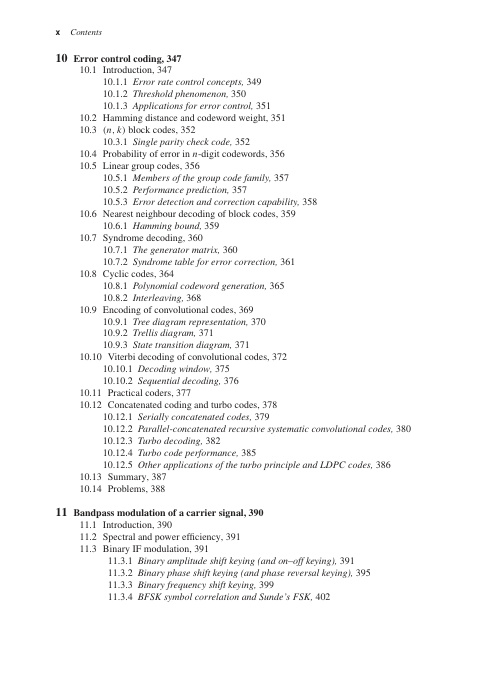 x Contents
10 Error control coding, 347
10.1 Introduction, 347
10.1.1 Error rate control concepts, 349
10.1.2 Threshold phenomenon, 350
10.1.3 Applications for error control, 351
10.2 Hamming distance and codeword weight, 351
10.3 (n, k) block codes, 352
10.3.1 Single parity check code, 352
10.4 Probability of error in n-digit codewords, 356
10.5 Linear group codes, 356
10.5.1 Members of the group code family, 357
10.5.2 Performance prediction, 357
10.5.3 Error detection and correction capability, 358
10.6 Nearest neighbour decoding of block codes, 359
10.6.1 Hamming bound, 359
10.7 Syndrome decoding, 360
10.7.1 The generator matrix, 360
10.7.2 Syndrome table for error correction, 361
10.8 Cyclic codes, 364
10.8.1 Polynomial codeword generation, 365
10.8.2 Interleaving, 368
10.9 Encoding of convolutional codes, 369
10.9.1 Tree diagram representation, 370
10.9.2 Trellis diagram, 371
10.9.3 State transition diagram, 371
10.10 Viterbi decoding of convolutional codes, 372
10.10.1 Decoding window, 375
10.10.2 Sequential decoding, 376
10.11 Practical coders, 377
10.12 Concatenated coding and turbo codes, 378
10.12.1 Serially concatenated codes, 379
10.12.2 Parallel-concatenated recursive systematic convolutional codes, 380
10.12.3 Turbo decoding, 382
10.12.4 Turbo code performance, 385
10.12.5 Other applications of the turbo principle and LDPC codes, 386
10.13 Summary, 387
10.14 Problems, 388
11 Bandpass modulation of a carrier signal, 390
11.1 Introduction, 390
11.2 Spectral and power efficiency, 391
11.3 Binary IF modulation, 391
11.3.1 Binary amplitude shift keying (and on–off keying), 391
11.3.2 Binary phase shift keying (and phase reversal keying), 395
11.3.3 Binary frequency shift keying, 399
11.3.4 BFSK symbol correlation and Sunde's FSK, 402